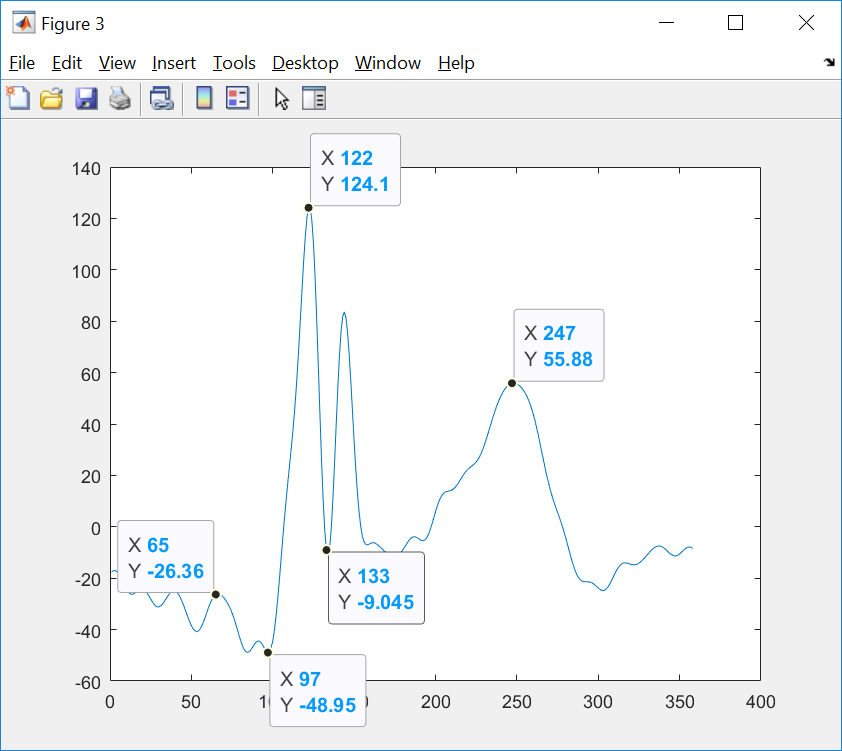 Figure 3
File Edit View Insert Tools Desktop Window Help
X 122
Y 124.1
140
120
100
80
60
40
20
0
-20
-40
-60
X 247
Y 55.88
X 65
Y -26.36
X 133
Y -9.045
X 97
Y -48.95
0 50 200 250 300 350 400